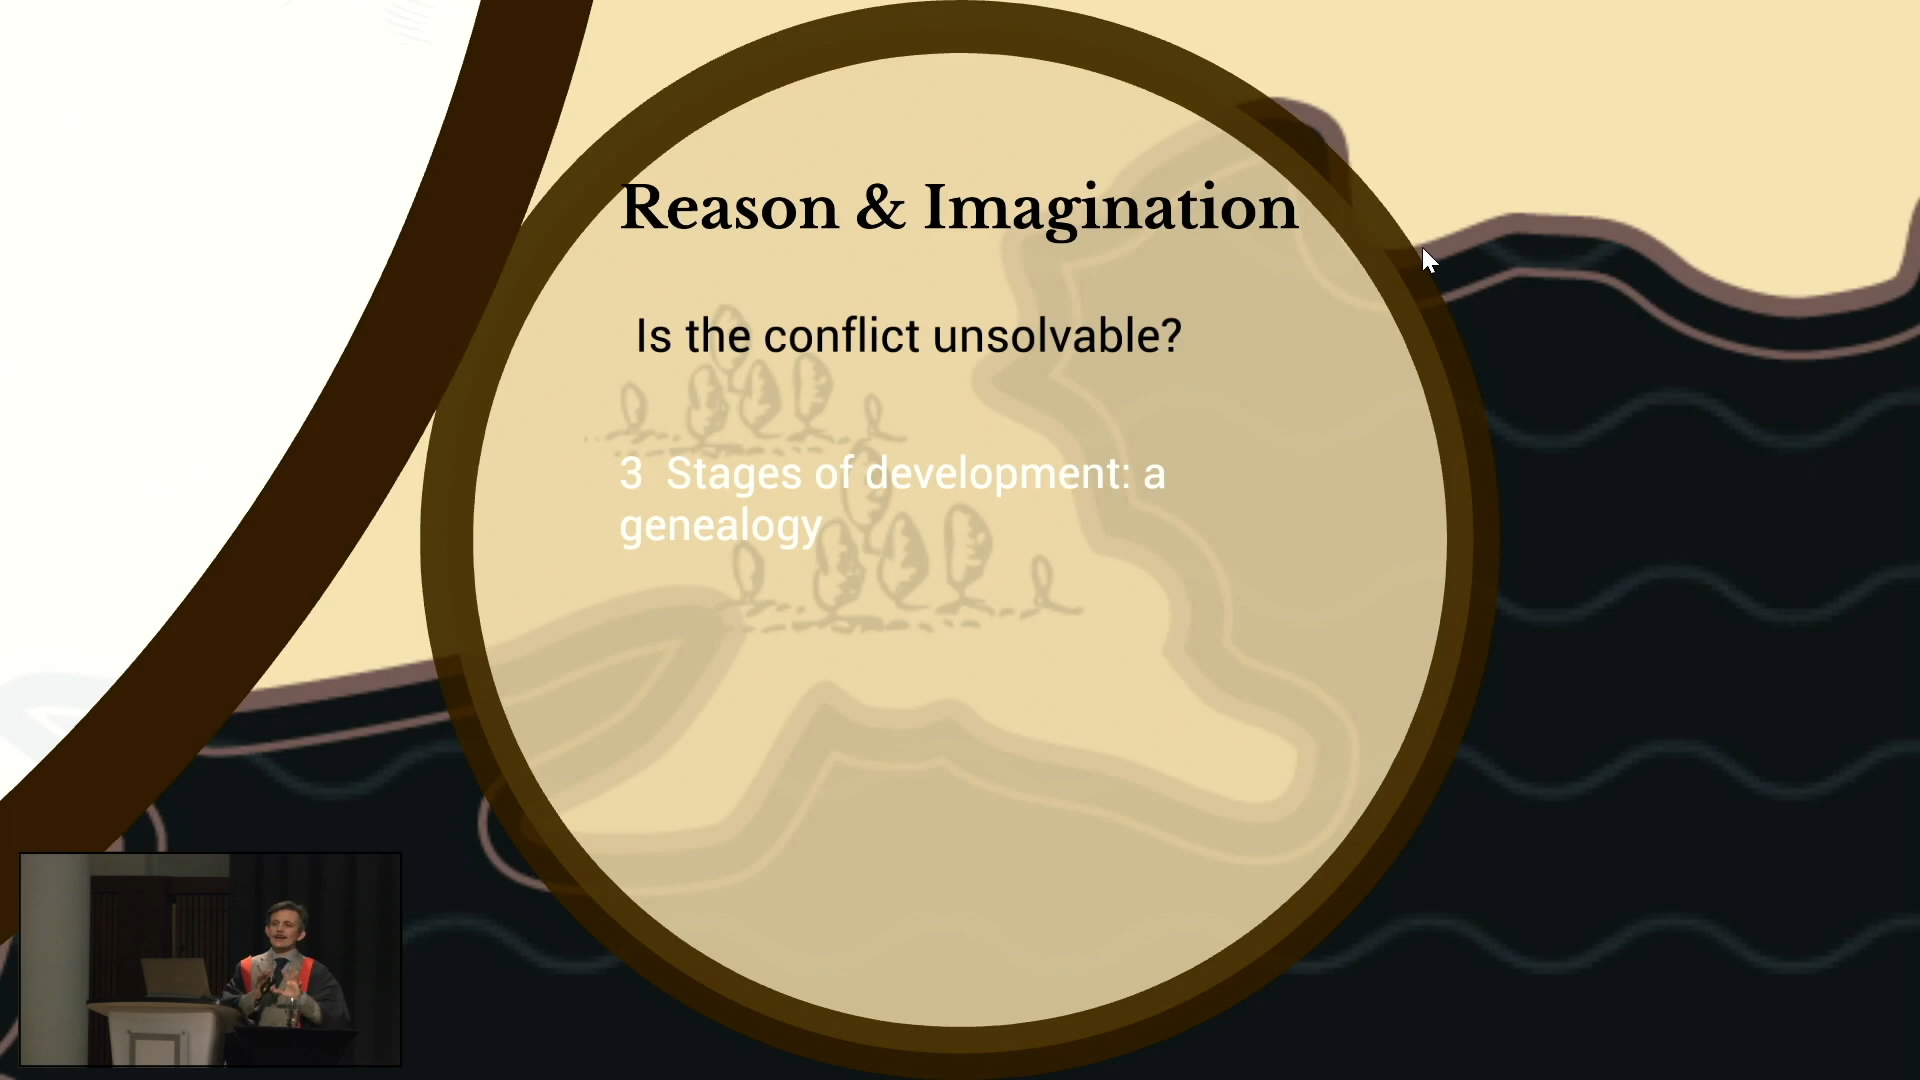 Reason & Imagination
Is the conflict unsolvable?
3 Stages of development: a
genealogy